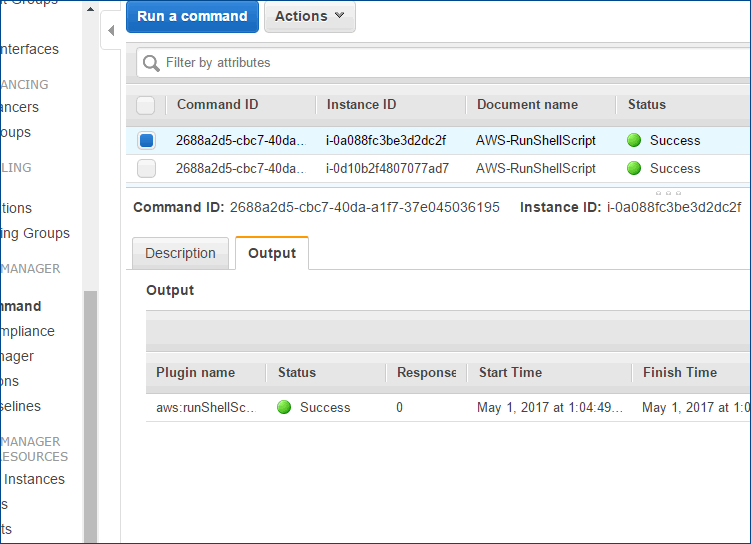 Run a command
Actions
nterfaces
Filter by attributes
ANCING
ancers
oups
LING
tions
ing Groups
MANAGER
mmand
mpliance
nager
ons
selines
MANAGER
RESOURCES
Instances
s
ts
Command ID Instance ID Document name Status
2688a2d5-cbc7-40da... i-0a088fc3be3d2dc2f AWS-RunShellScript Success
2688a2d5-cbc7-40da... i-0d10b2f4807077ad7 AWS-RunShellScript Success
Command ID: 2688a2d5-cbc7-40da-a1f7-37e045036195 Instance ID: i-0a088fc3be3d2dc2f
Description Output
Output
Plugin name Status Response Start Time Finish Time
aws:runShellSc... Success 0 May 1, 2017 at 1:04:49... May 1, 2017 at 1:0